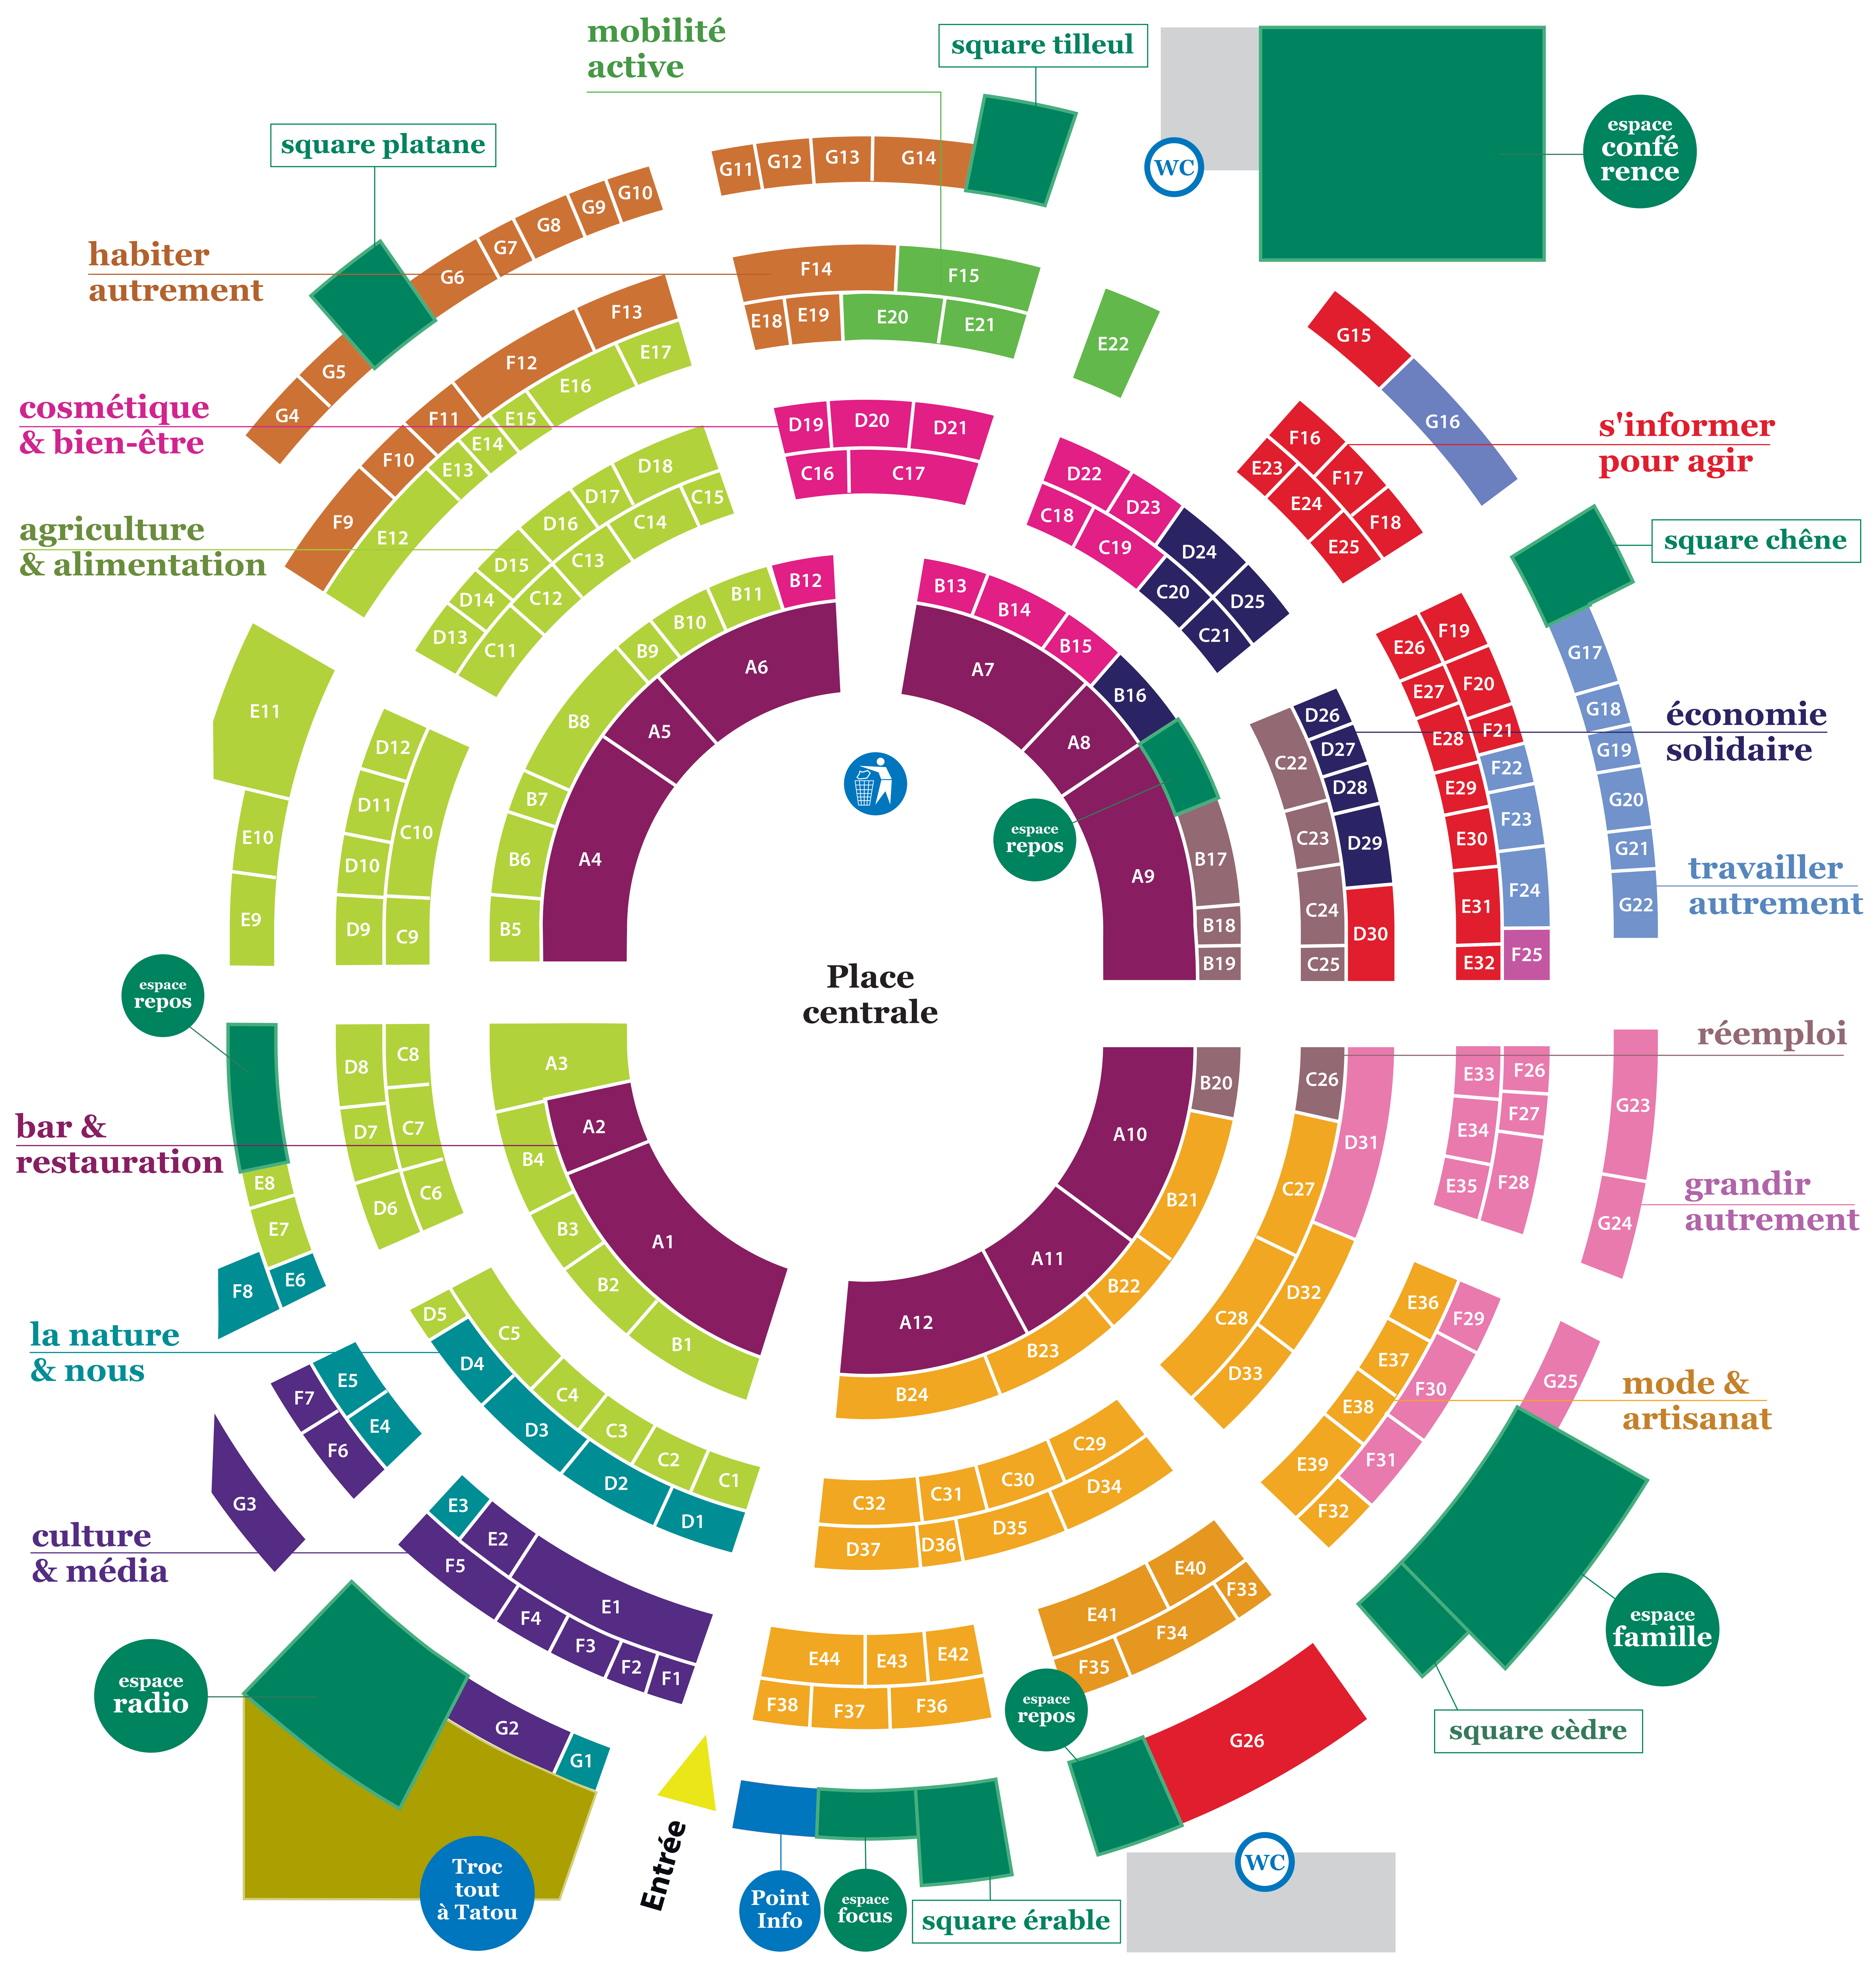 mobilité
active
square tilleul
espace
confé
rence
WC
square platane
G11
G12
G13
G14
G10
G9
G8
G7
G6
G5
G4
habiter
autrement
F14
F15
E18
E19
E20
E21
E22
F13
F12
F11
F10
F9
E17
E16
E15
E14
E13
E12
G15
G16
cosmétique
& bien-être
D19
D20
D21
C16
C17
s'informer
pour agir
F16
F17
F18
E23
E24
E25
agriculture
& alimentation
D18
D17
D16
D15
D14
D13
C15
C14
C13
C12
C11
D22
D23
D24
D25
C18
C19
C20
C21
square chêne
B12
B11
B10
B9
B8
B7
B6
B5
B13
B14
B15
B16
A6
A5
A4
A7
A8
A9
E11
E10
E9
D12
D11
D10
D9
C10
C9
espace
repos
B17
B18
B19
C22
C23
C24
C25
D26
D27
D28
D29
D30
E26
E27
E28
E29
E30
E31
E32
F19
F20
F21
F22
F23
F24
F25
G17
G18
G19
G20
G21
G22
économie
solidaire
travailler
autrement
Place
centrale
espace
repos
réemploi
bar &
restauration
E8
E7
E6
F8
D8
D7
D6
C8
C7
C6
A3
A2
A1
B4
B3
B2
B1
A10
A11
A12
B20
B21
B22
B23
B24
C26
C27
C28
D31
D32
D33
E33
E34
E35
F26
F27
F28
G23
G24
grandir
autrement
la nature
& nous
D5
D4
D3
D2
D1
C5
C4
C3
C2
C1
F7
F6
E5
E4
G3
E3
E2
E1
F5
F4
F3
F2
F1
culture
& média
C32
C31
C30
C29
D37
D36
D35
D34
E36
E37
E38
E39
F29
F30
F31
F32
G25
mode &
artisanat
espace
famille
square cèdre
E40
E41
F33
F34
F35
E44
E43
E42
F38
F37
F36
espace
repos
G26
espace
radio
G2
G1
Troc
tout
à Tatou
Entrée
Point
Info
espace
focus
square érable
WC